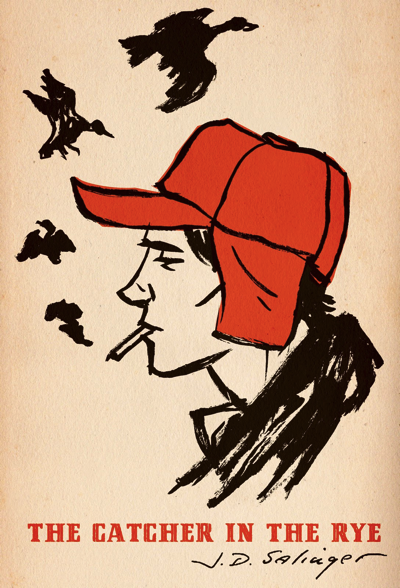 THE CATCHER IN THE RYE
J.D. Salinger